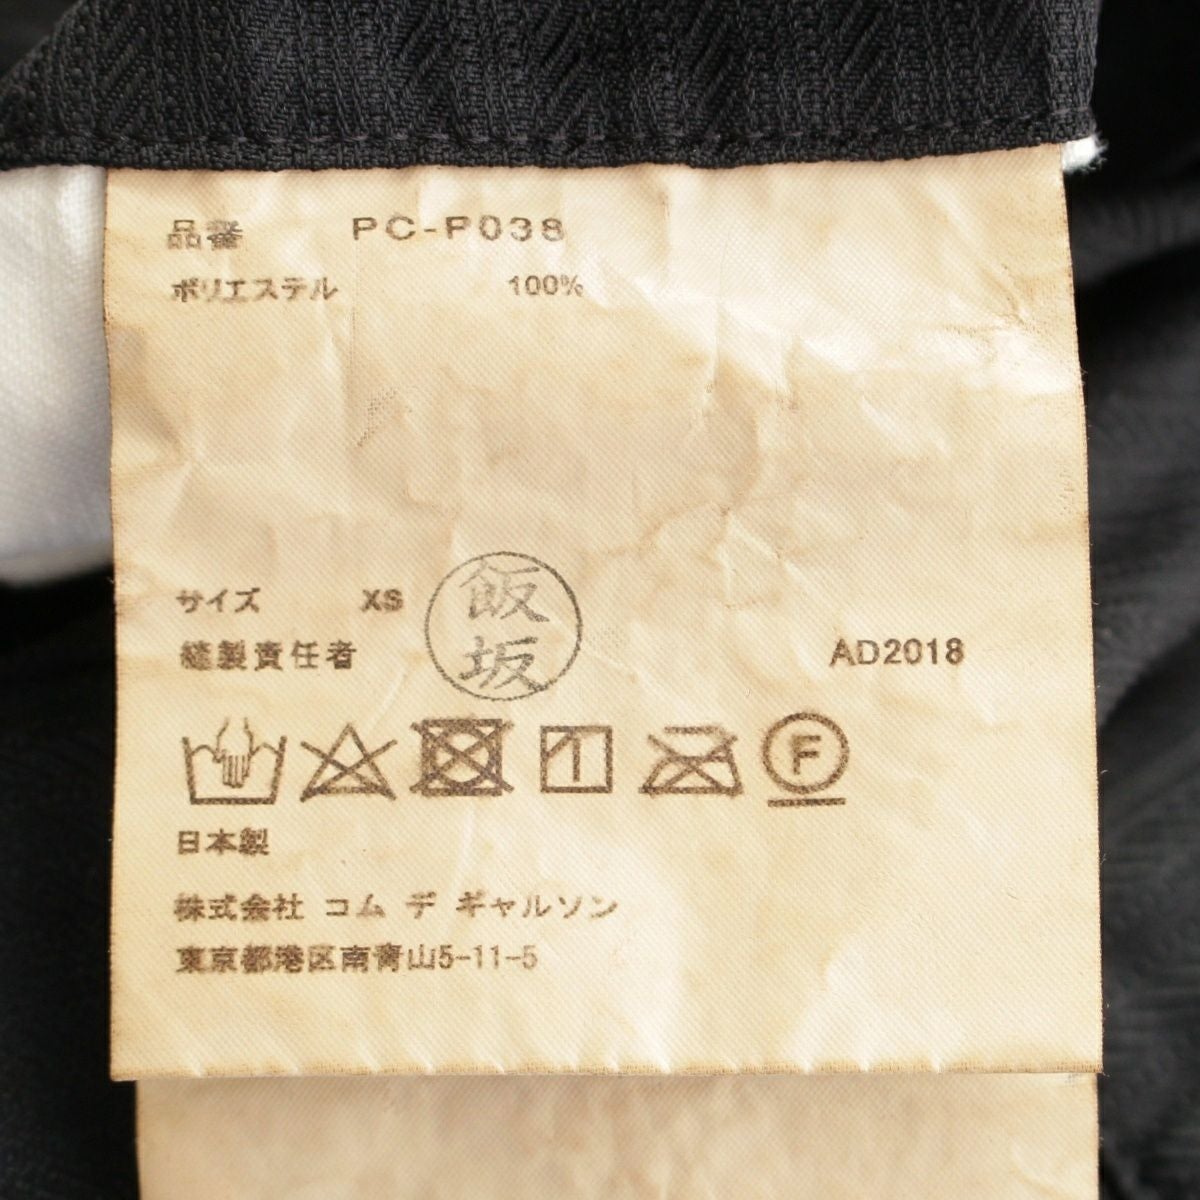 品番 PC-P038
ポリエステル 100%
サイズ XS
縫製責任者 飯坂 AD2018
F
日本製
株式会社 コム デ ギャルソン
東京都港区南青山5-11-5